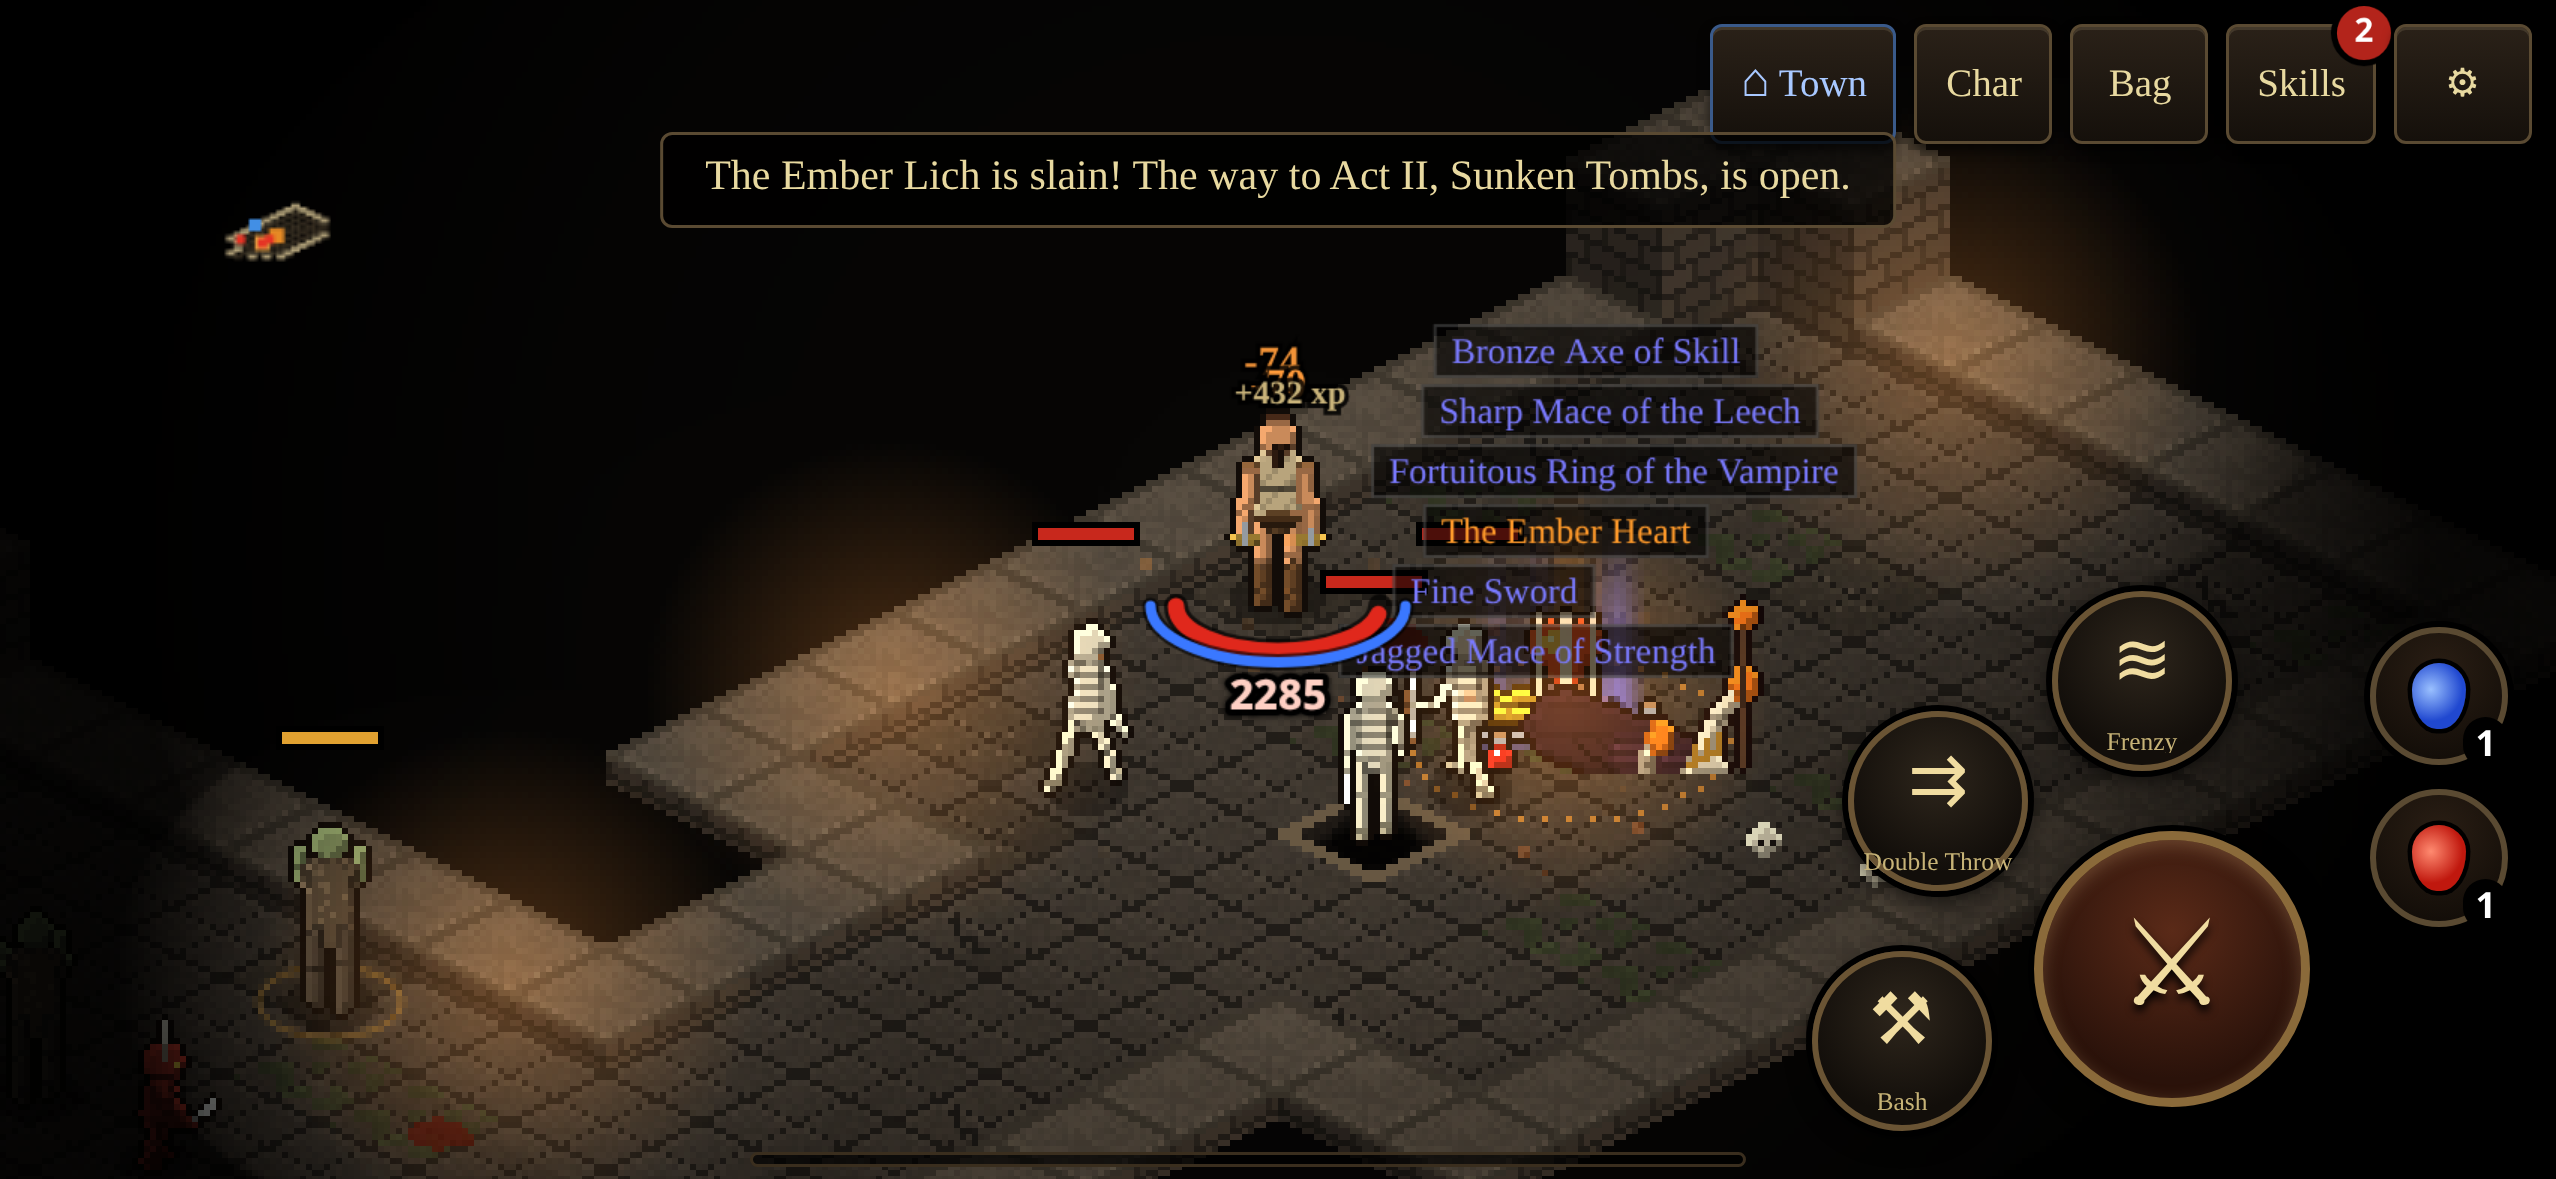 Town
Char
Bag
Skills
2
The Ember Lich is slain! The way to Act II, Sunken Tombs, is open.
Bronze Axe of Skill
-74
+432 xp
Sharp Mace of the Leech
Fortuitous Ring of the Vampire
The Ember Heart
Fine Sword
Jagged Mace of Strength
2285
Frenzy
1
Double Throw
1
Bash